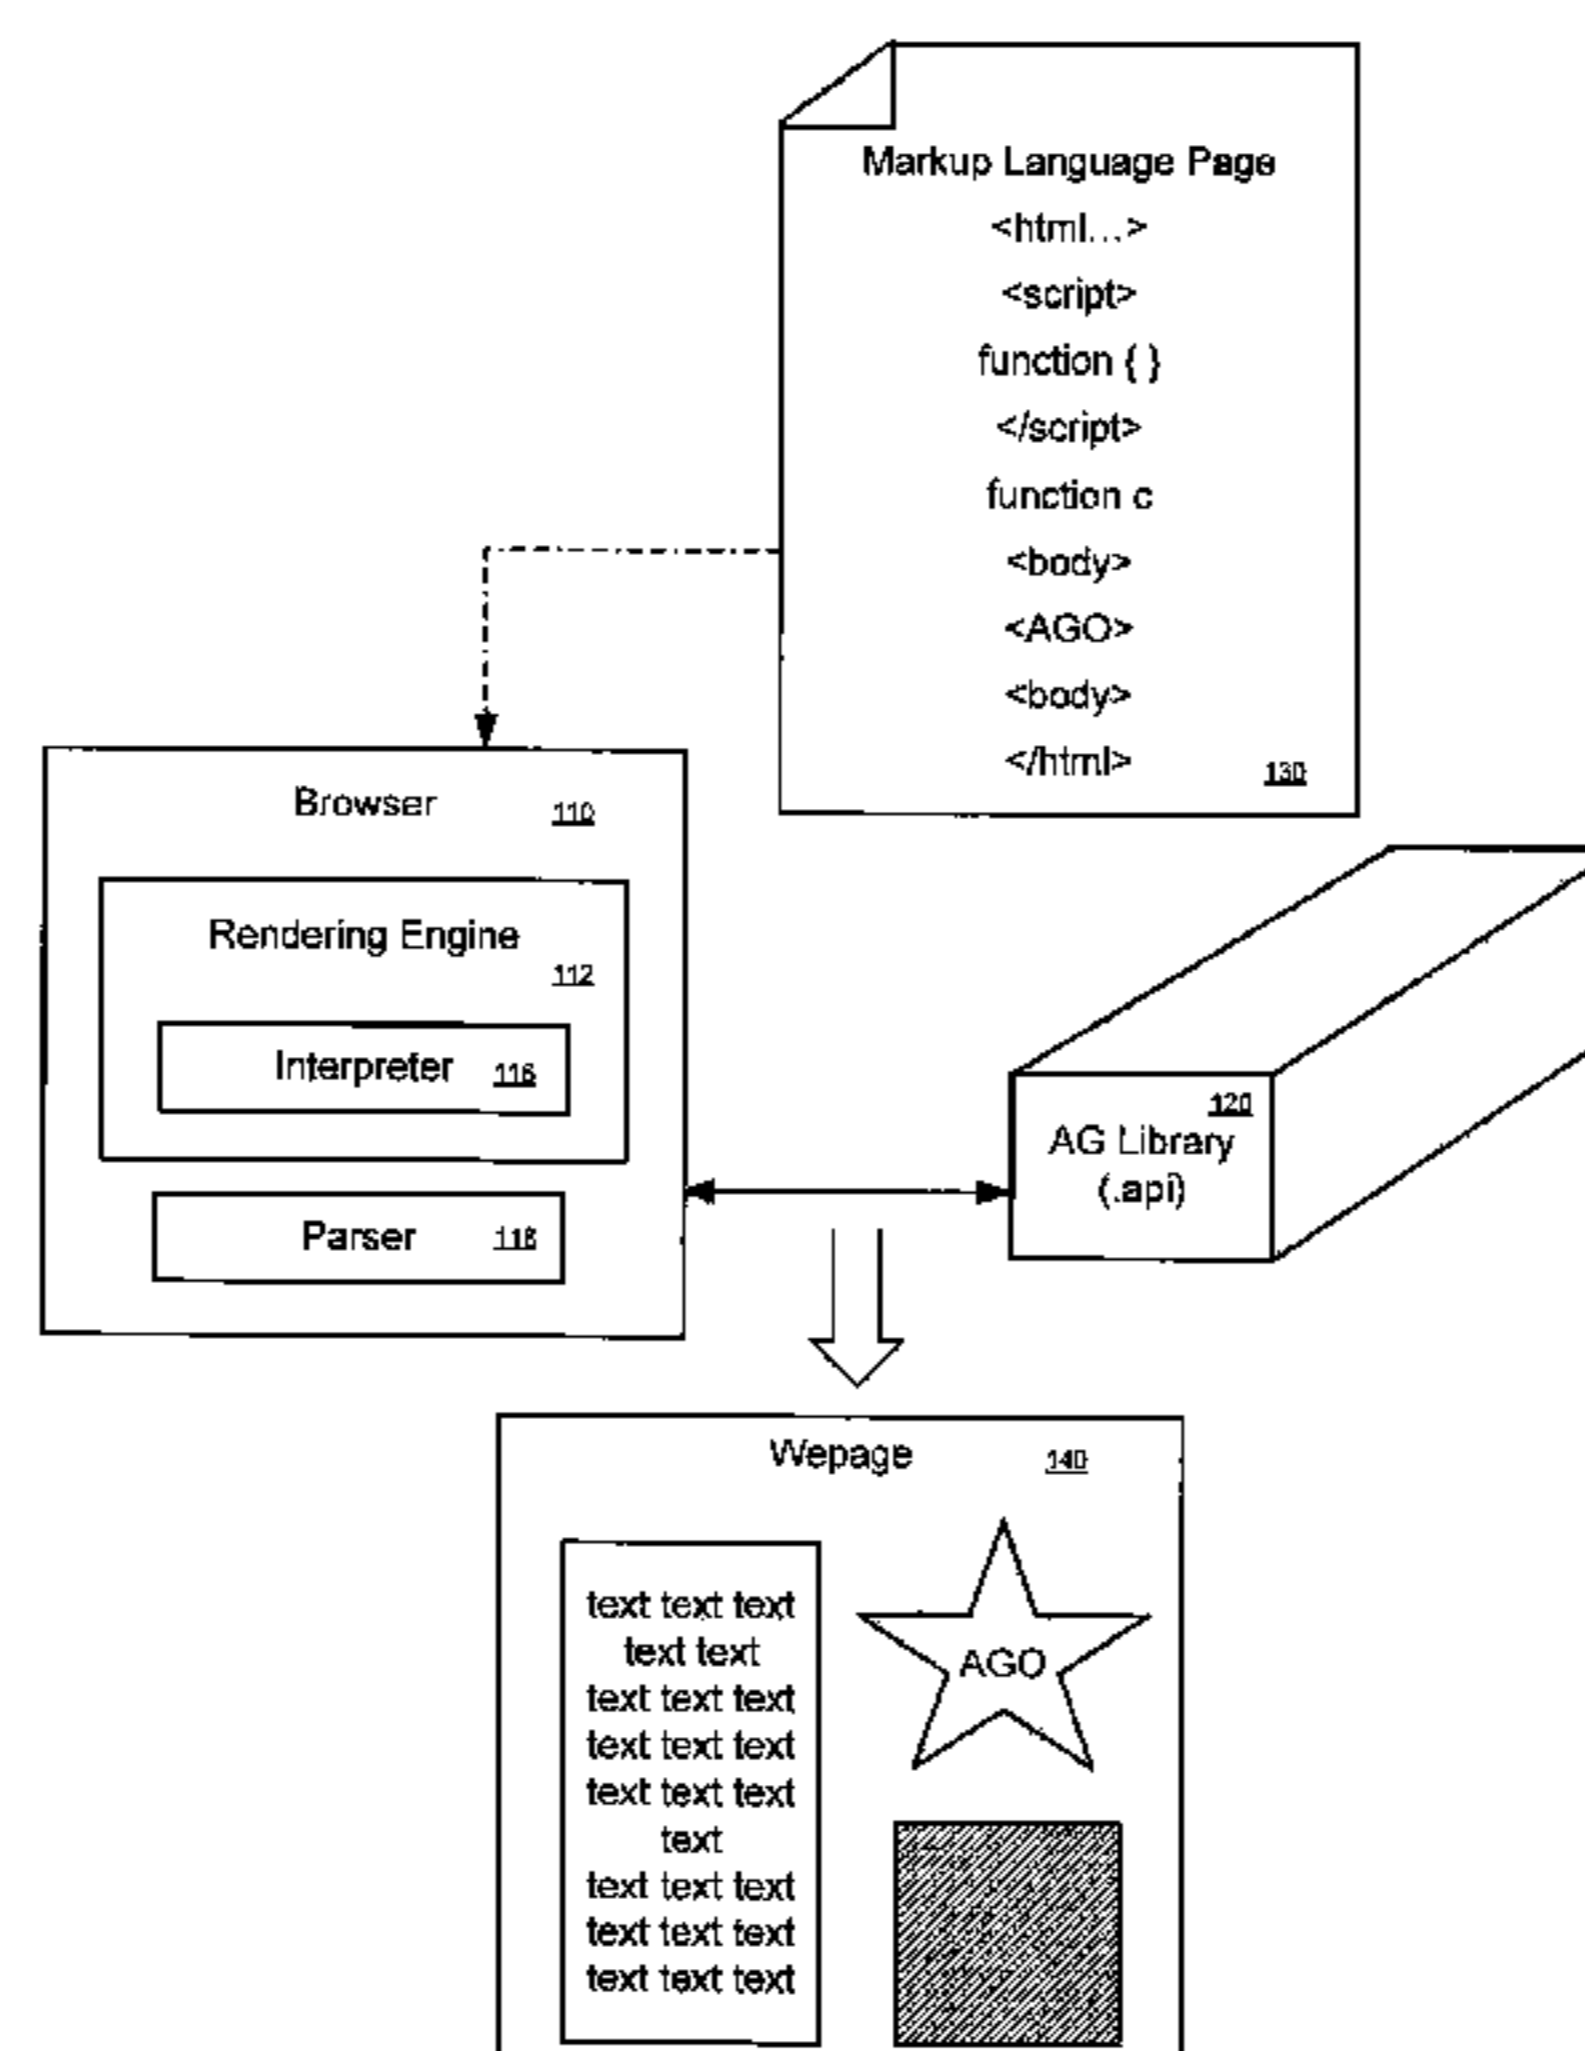 Markup Language Page
<html...>
<script>
function { }
</script>
function c
<body>
<AGO>
<body>
</html>
130
Browser
110
Rendering Engine
112
Interpreter 116
Parser 118
120
AG Library
(.api)
Wepage 140
text text text
text text
text text text
text text text
text text text
text
text text text
text text text
text text text
AGO